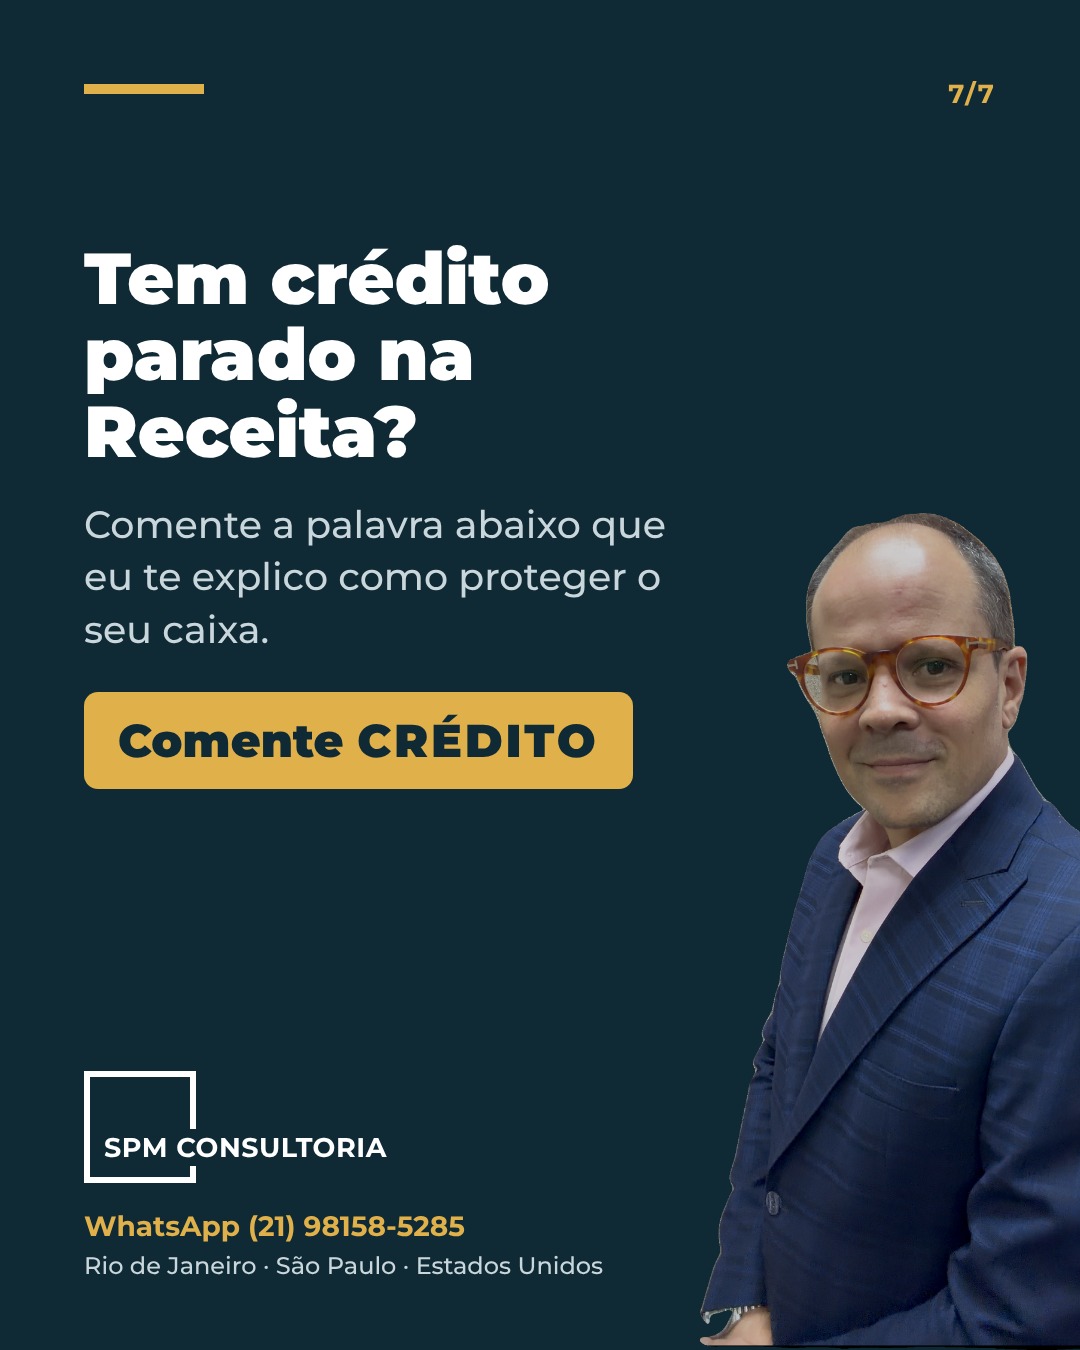 7/7
Tem crédito
parado na
Receita?
Comente a palavra abaixo que
eu te explico como proteger o
seu caixa.
Comente CRÉDITO
SPM CONSULTORIA
WhatsApp (21) 98158-5285
Rio de Janeiro · São Paulo · Estados Unidos